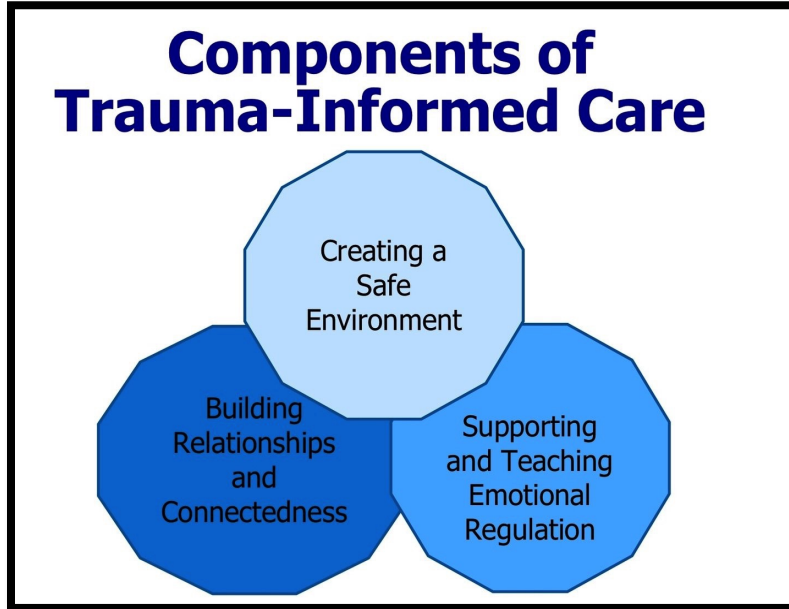 Components of
Trauma-Informed Care
Creating a
Safe
Environment
Building
Relationships
and
Connectedness
Supporting
and Teaching
Emotional
Regulation